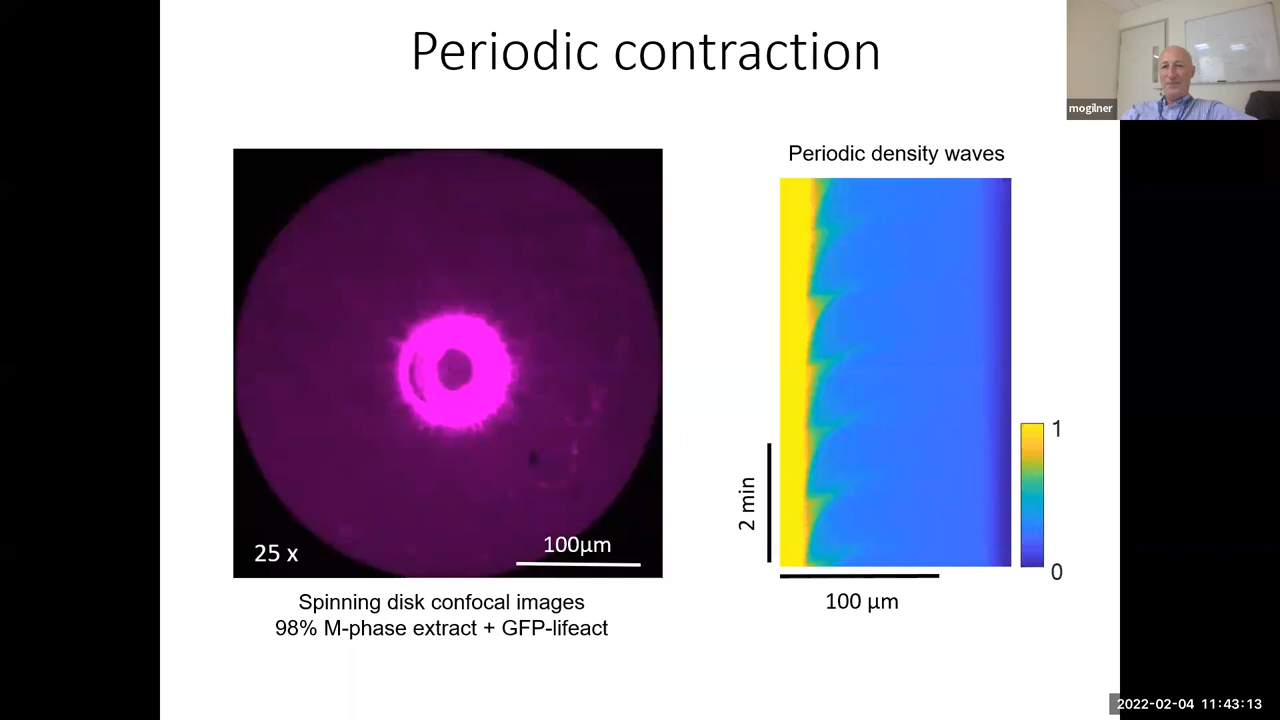 Periodic contraction
mogilner
Periodic density waves
25 x
100μm
2 min
1
0
100 μm
Spinning disk confocal images
98% M-phase extract + GFP-lifeact
2022-02-04 11:43:13